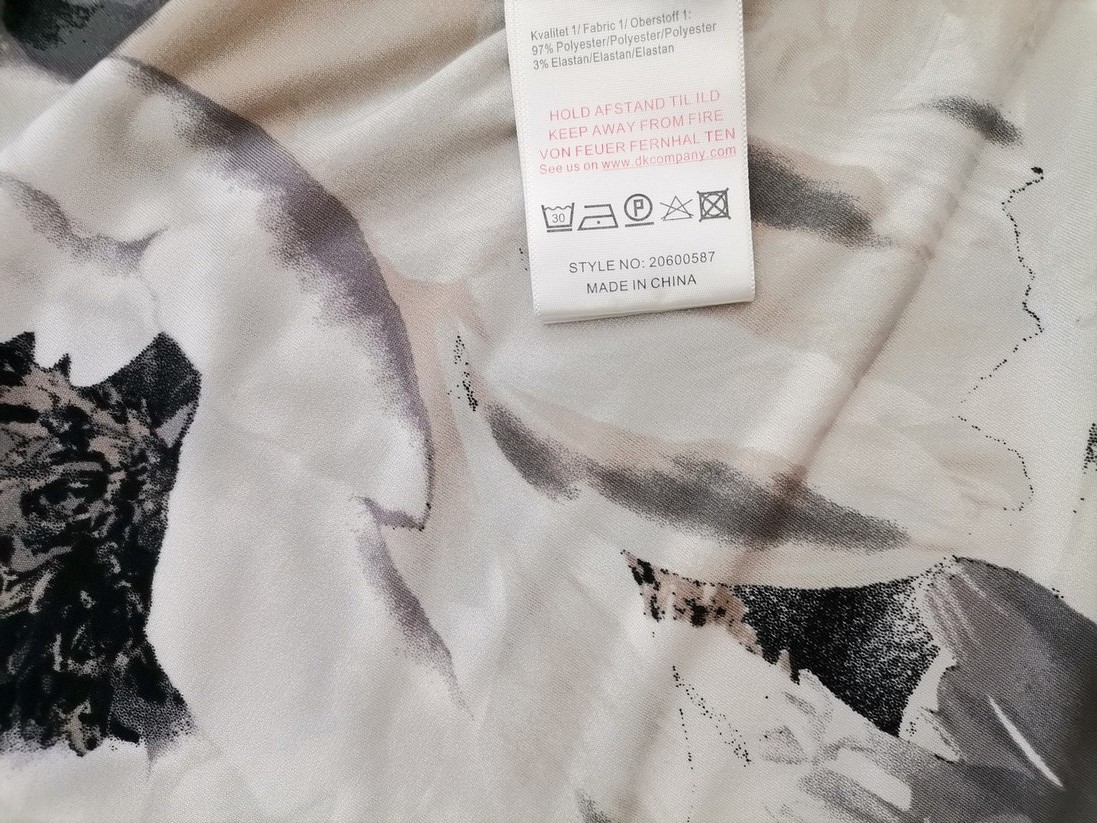 Kvalitet 1/ Fabric 1/ Oberstoff 1:
97% Polyester/Polyester/Polyester
3% Elastan/Elastan/Elastan
HOLD AFSTAND TIL ILD
KEEP AWAY FROM FIRE
VON FEUER FERNHAL TEN
See us on www.dkcompany.com
30 P
STYLE NO: 20600587
MADE IN CHINA